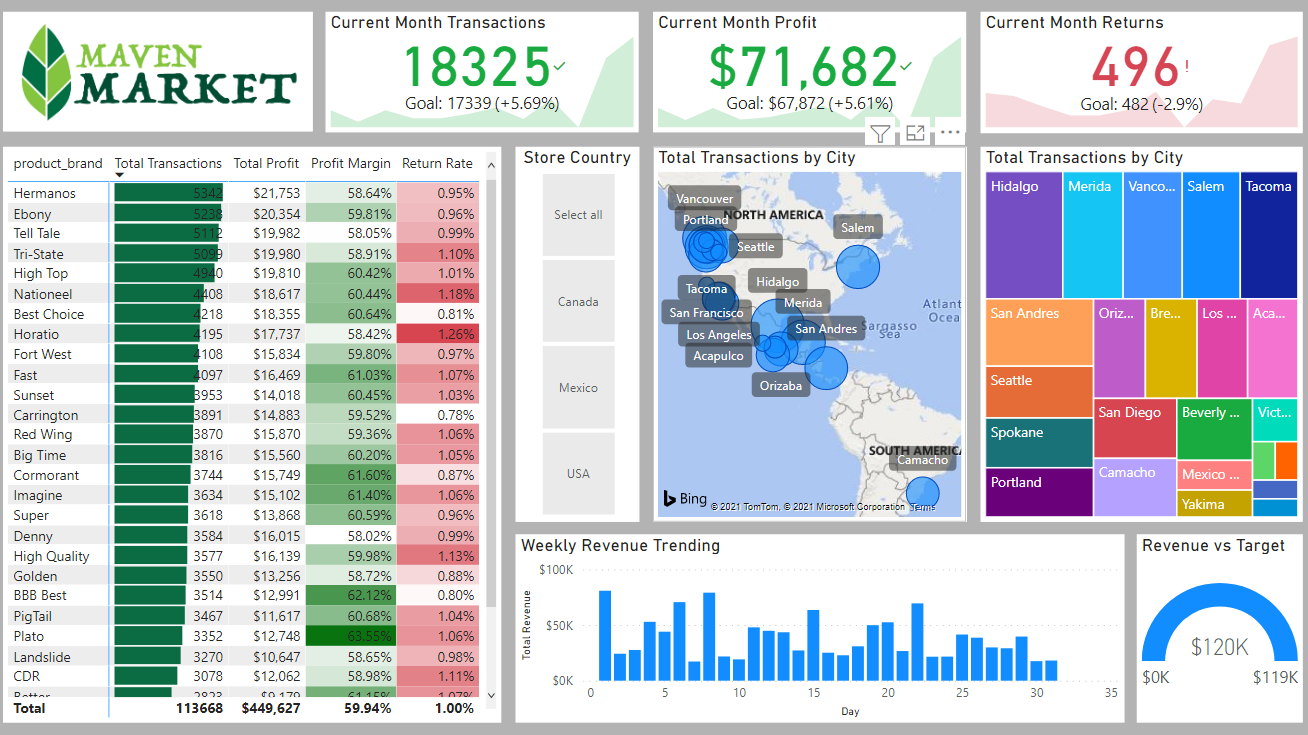 MAVEN
MARKET
Current Month Transactions
18325
Goal: 17339 (+5.69%)
Current Month Profit
$71,682
Goal: $67,872 (+5.61%)
Current Month Returns
496!
Goal: 482 (-2.9%)
product_brand Total Transactions Total Profit Profit Margin Return Rate
Hermanos 5342 $21,753 58.64% 0.95%
Ebony 5238 $20,354 59.81% 0.96%
Tell Tale 5112 $19,982 58.05% 0.99%
Tri-State 5099 $19,980 58.91% 1.10%
High Top 4940 $19,810 60.42% 1.01%
Nationeel 4408 $18,617 60.44% 1.18%
Best Choice 4218 $18,355 60.64% 0.81%
Horatio 4195 $17,737 58.42% 1.26%
Fort West 4108 $15,834 59.80% 0.97%
Fast 4097 $16,469 61.03% 1.07%
Sunset 3953 $14,018 60.45% 1.03%
Carrington 3891 $14,883 59.52% 0.78%
Red Wing 3870 $15,870 59.36% 1.06%
Big Time 3816 $15,560 60.20% 1.05%
Cormorant 3744 $15,749 61.60% 0.87%
Imagine 3634 $15,102 61.40% 1.06%
Super 3618 $13,868 60.59% 0.96%
Denny 3584 $16,015 58.02% 0.99%
High Quality 3577 $16,139 59.98% 1.13%
Golden 3550 $13,256 58.72% 0.88%
BBB Best 3514 $12,991 62.12% 0.80%
PigTail 3467 $11,617 60.68% 1.04%
Plato 3352 $12,748 63.55% 1.06%
Landslide 3270 $10,647 58.65% 0.98%
CDR 3078 $12,062 58.98% 1.11%
Total 113668 $449,627 59.94% 1.00%
Store Country
Select all
Canada
Mexico
USA
Total Transactions by City
Vancouver
NORTH AMERICA
Portland
Salem
Seattle
Hidalgo
Tacoma
Merida
Atlant
San Francisco
Ocea
San Andres
Sargasso
Sea
Los Angeles
Acapulco
Orizaba
SOUTH AMERICA
Camacho
Bing
© 2021 TomTom, © 2021 Microsoft Corporation Terms
Total Transactions by City
Hidalgo
Merida
Vanco...
Salem
Tacoma
San Andres
Oriz...
Bre...
Los ...
Aca...
Seattle
Spokane
Portland
San Diego
Beverly ...
Vict...
Camacho
Mexico ...
Yakima
Weekly Revenue Trending
$100K
$50K
$0K
Total Revenue
0 5 10 15 20 25 30 35
Day
Revenue vs Target
$120K
$0K $119K